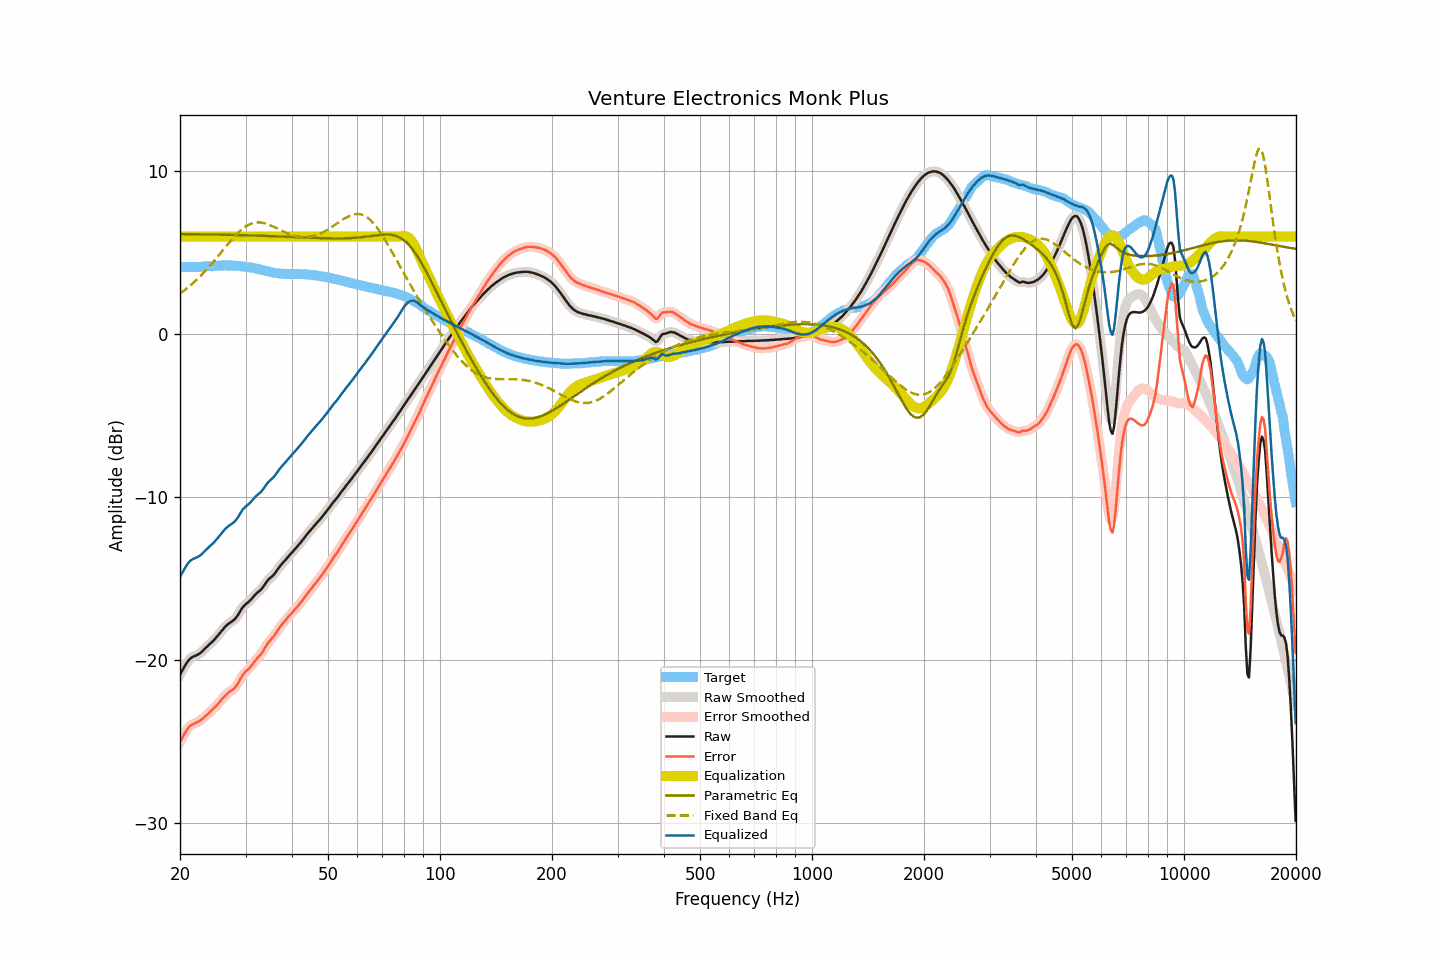 Venture Electronics Monk Plus
10
0
−10
−20
−30
Amplitude (dBr)
Target
Raw Smoothed
Error Smoothed
Raw
Error
Equalization
Parametric Eq
Fixed Band Eq
Equalized
20 50 100 200 500 1000 2000 5000 10000 20000
Frequency (Hz)